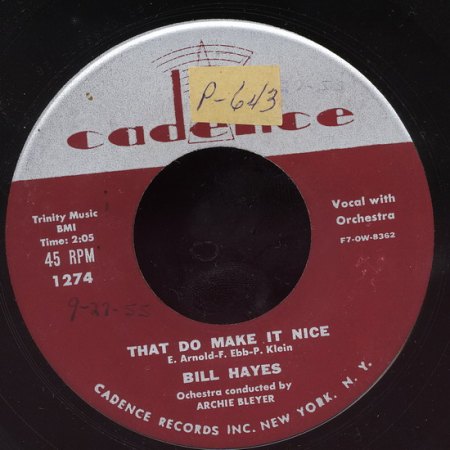 P-643
cadence
Trinity Music
BMI
Time: 2:05
45 RPM
1274
Vocal with
Orchestra
F7-OW-8362
9-27-55
THAT DO MAKE IT NICE
E. Arnold-F. Ebb-P. Klein
BILL HAYES
Ochestra conducted by
ARCHIE BLEYER
CADENCE RECORDS INC. NEW YORK, N. Y.